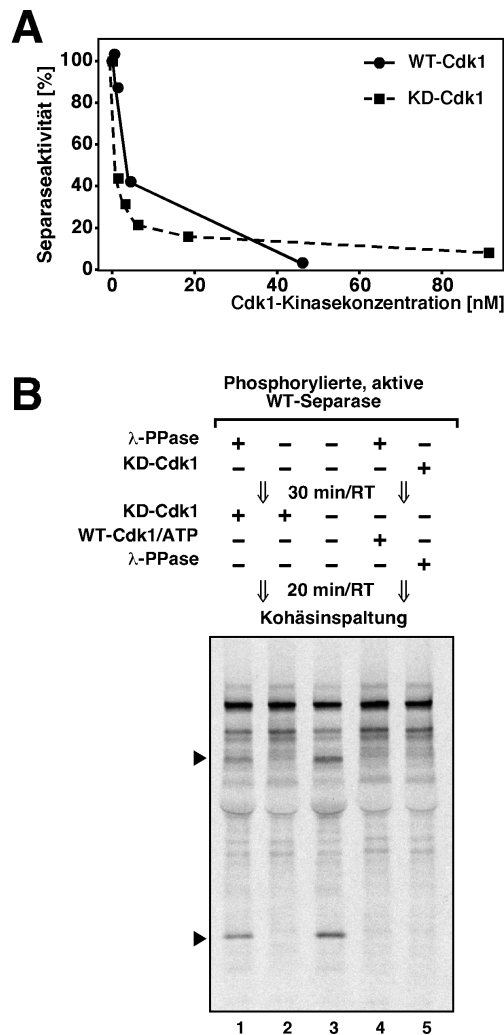 A
Separaseaktivität [%]
100
80
60
40
20
0
WT-Cdk1
KD-Cdk1
0 20 40 60 80
Cdk1-Kinasekonzentration [nM]
B
Phosphorylierte, aktive
WT-Separase
λ-PPase + – – + –
KD-Cdk1 – – – – +
⇓ 30 min/RT ⇓
KD-Cdk1 + + – – –
WT-Cdk1/ATP – – – + –
λ-PPase – – – – +
⇓ 20 min/RT ⇓
Kohäsinspaltung
1 2 3 4 5